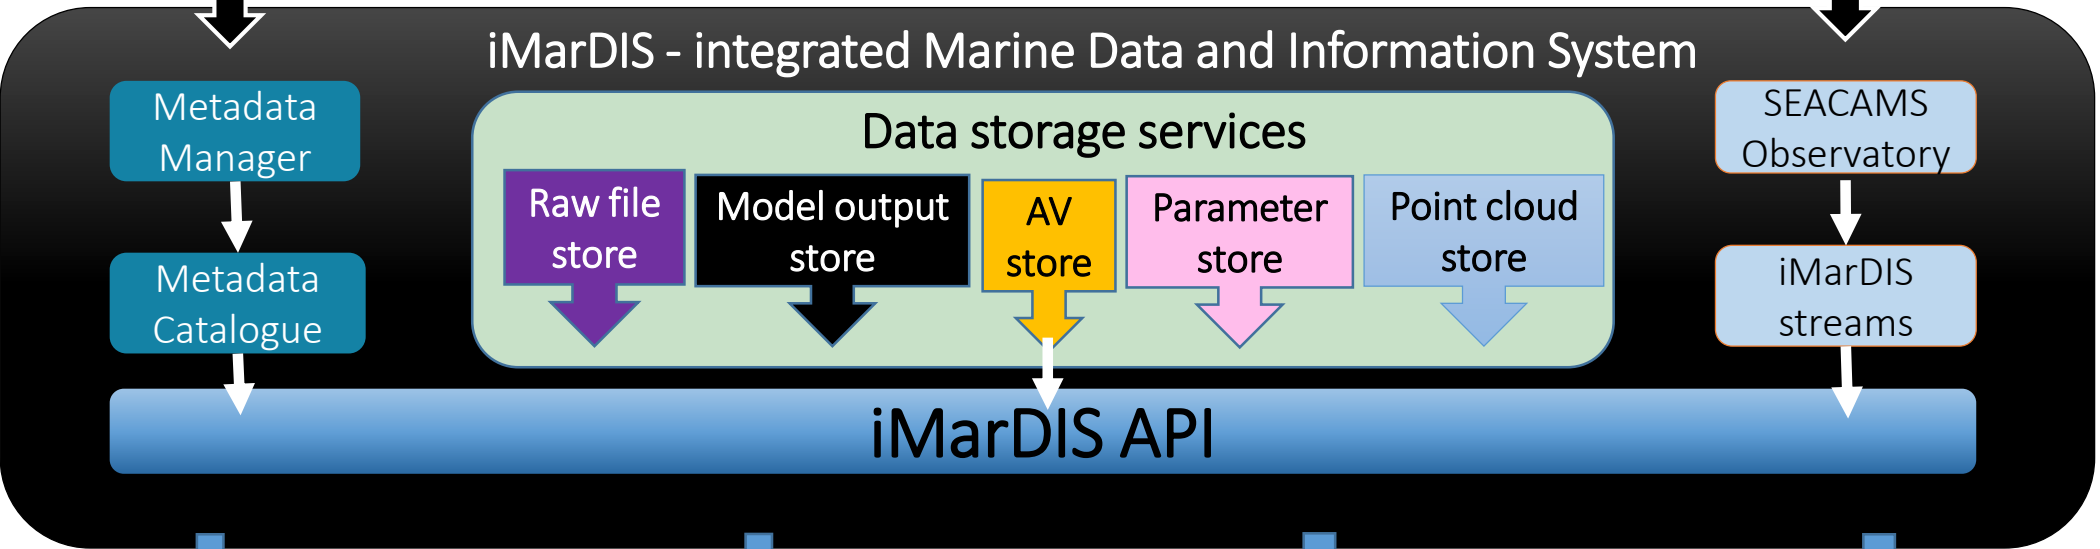 iMarDIS - integrated Marine Data and Information System
Metadata
Manager
Metadata
Catalogue
Data storage services
Raw file
store
Model output
store
AV
store
Parameter
store
Point cloud
store
SEACAMS
Observatory
iMarDIS
streams
iMarDIS API